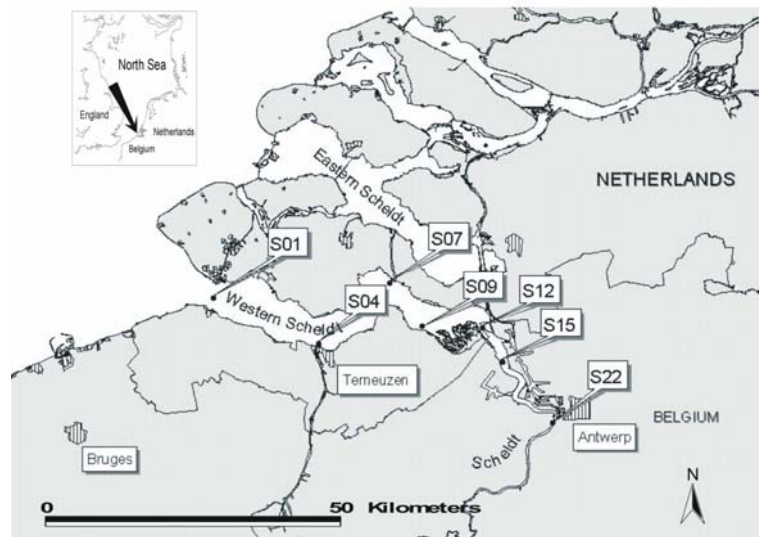 North Sea
England
Netherlands
Belgium
NETHERLANDS
Eastern Scheldt
S01
S07
Western Scheldt
S04
S09
S12
S15
Terneuzen
S22
BELGIUM
Antwerp
Scheldt
Bruges
N
0 50 Kilometers